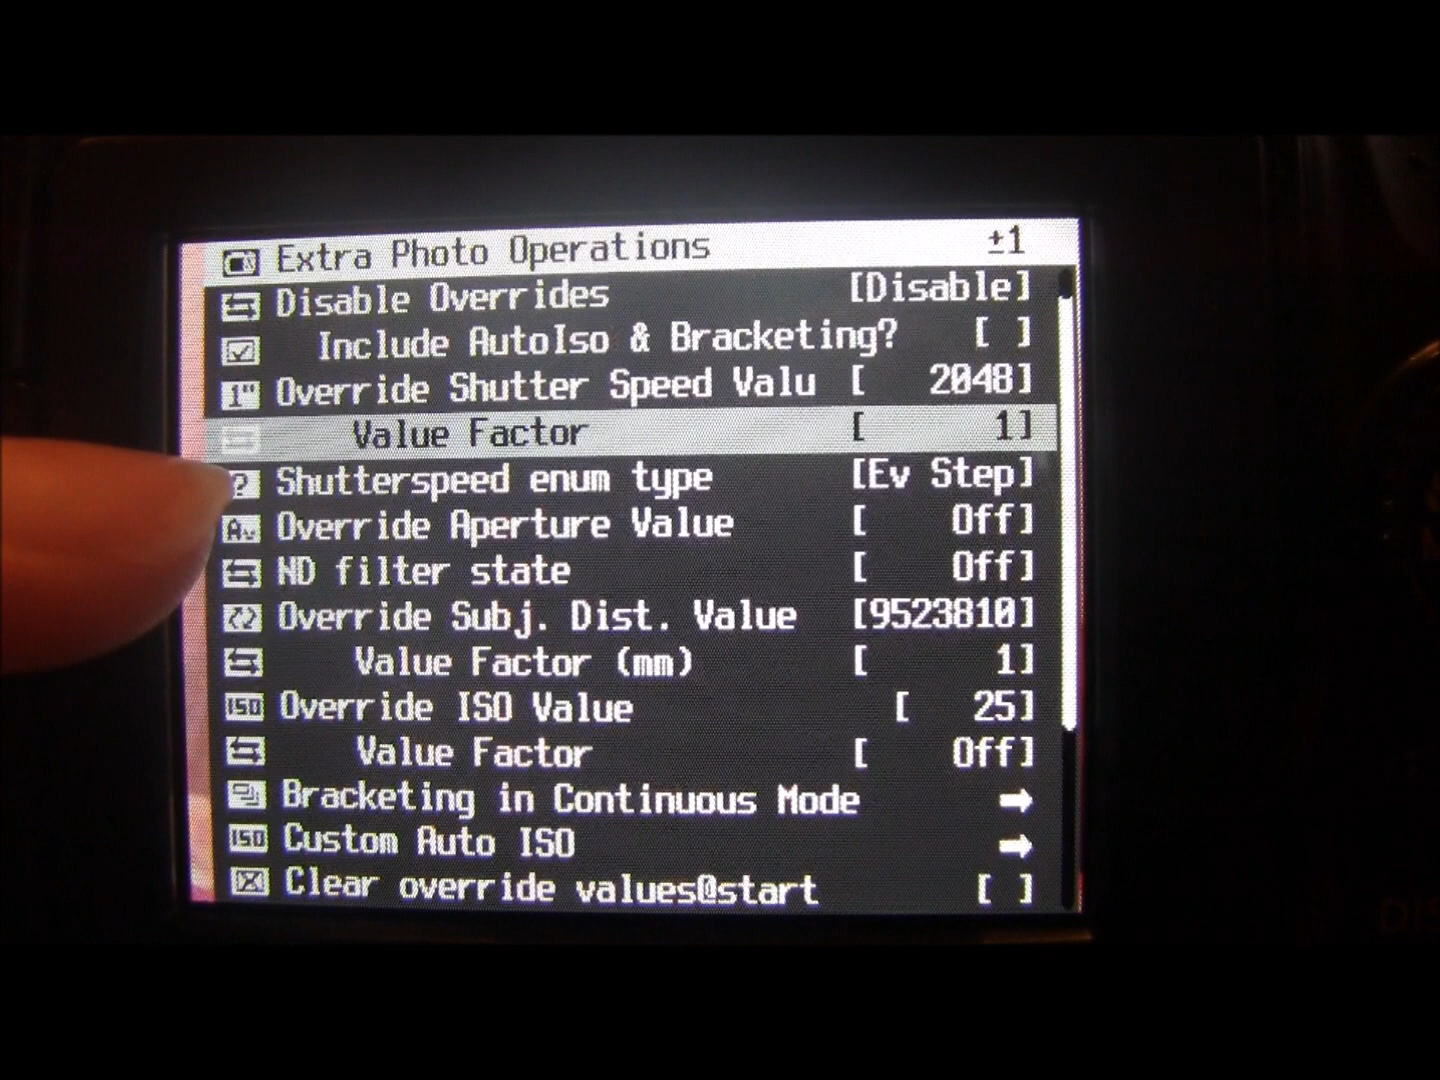 Extra Photo Operations ±1
Disable Overrides [Disable]
Include AutoIso & Bracketing? [ ]
Override Shutter Speed Valu [ 2048]
Value Factor [ 1]
Shutterspeed enum type [Ev Step]
Override Aperture Value [ Off]
ND filter state [ Off]
Override Subj. Dist. Value [9523810]
Value Factor (mm) [ 1]
ISO Override ISO Value [ 25]
Value Factor [ Off]
Bracketing in Continuous Mode
ISO Custom Auto ISO
Clear override values@start [ ]